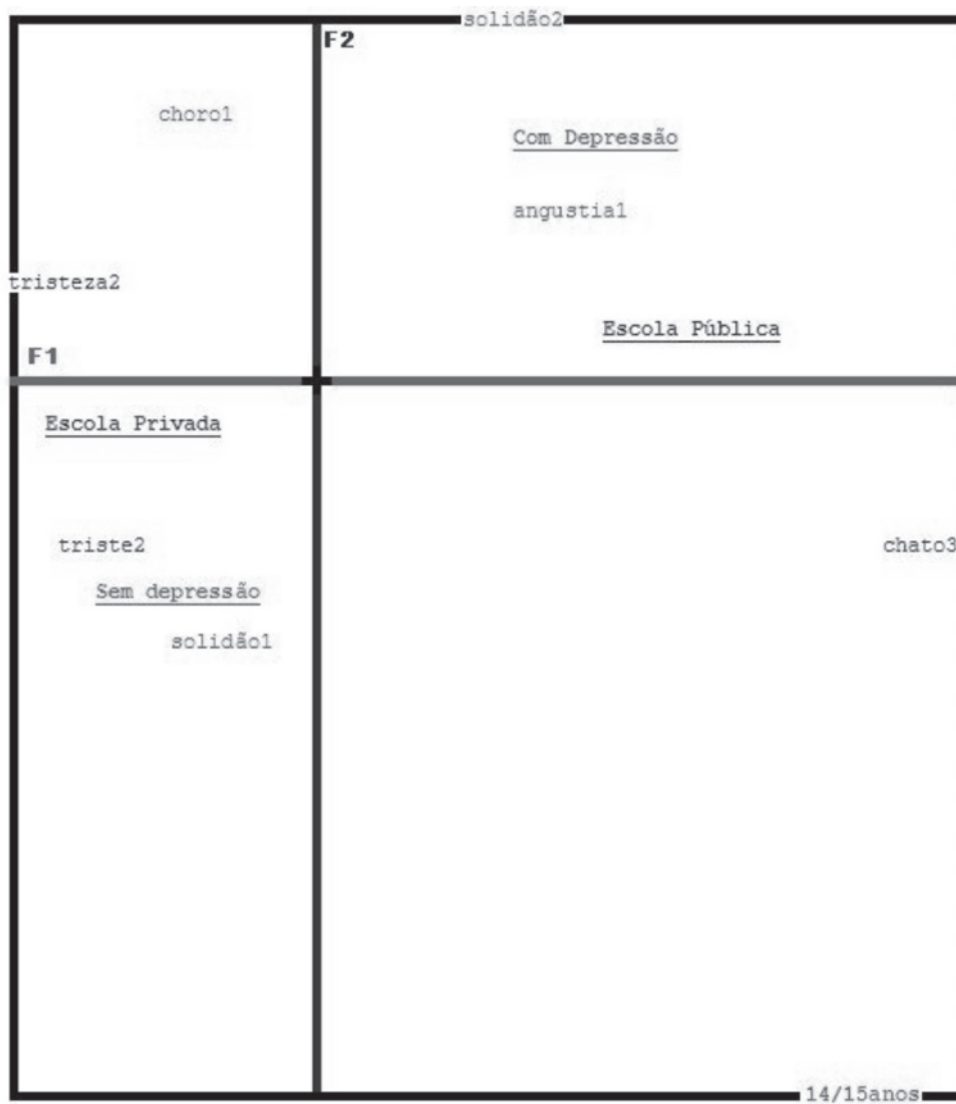 solidão2
F2
choro1
Com Depressão
angustia1
tristeza2
Escola Pública
F1
Escola Privada
triste2
chato3
Sem depressão
solidão1
14/15anos